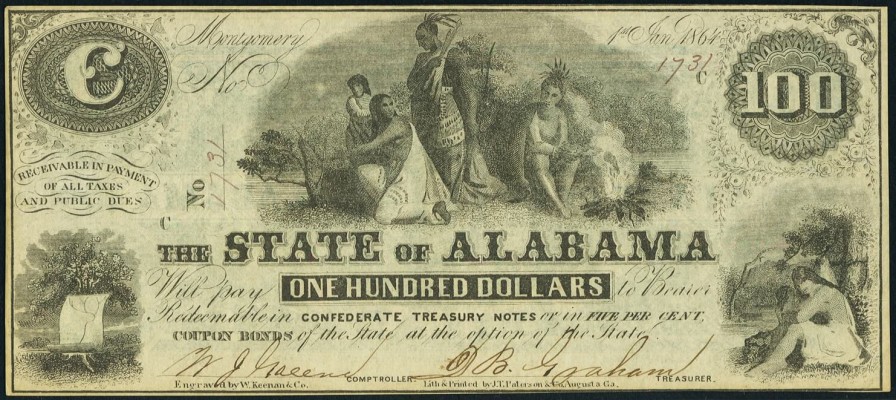 C
Montgomery 1st Jan 1864
No 1731 C
100
RECEIVABLE IN PAYMENT
OF ALL TAXES
AND PUBLIC DUES
No 1731
C
THE STATE OF ALABAMA
Will pay ONE HUNDRED DOLLARS to Bearer
Redeemable in CONFEDERATE TREASURY NOTES or in FIVE PER CENT,
COUPON BONDS of the State at the option of the State
W J Greene COMPTROLLER. D. B. Graham TREASURER.
Engraved by W. Keenan & Co. Lith & Printed by J.T. Paterson & Co. Augusta Ga.